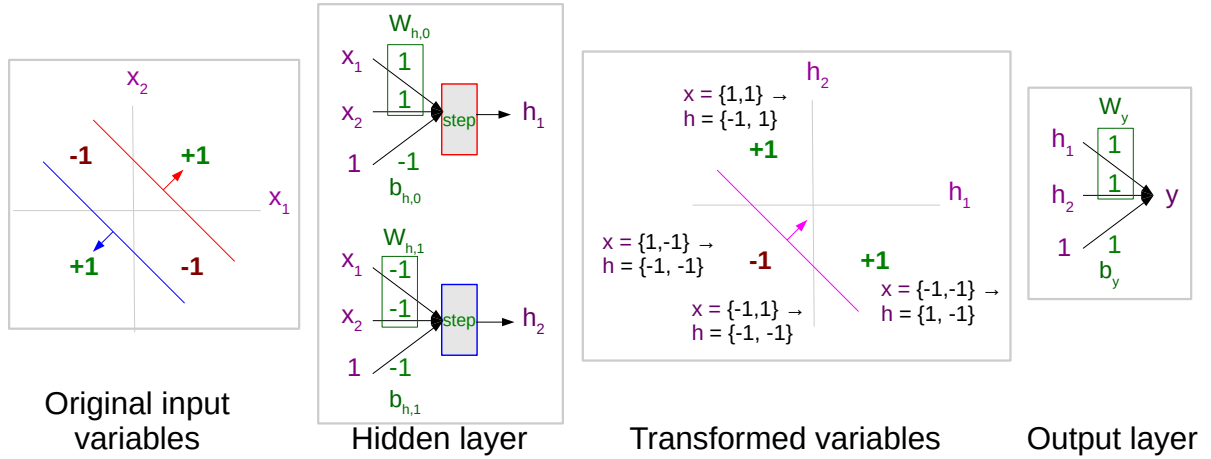 x1
x2
-1
+1
x1
+1
-1
Original input
variables
Wh,0
x1
1
x2
1
step
h1
1
-1
bh,0
Wh,1
x1
-1
x2
-1
step
h2
1
-1
bh,1
Hidden layer
h2
x = {1,1} →
h = {-1, 1}
+1
h1
x = {1,-1} →
h = {-1, -1}
-1
+1
x = {-1,1} →
h = {-1, -1}
x = {-1,-1} →
h = {1, -1}
Transformed variables
Wy
h1
1
h2
1
y
1
1
by
Output layer